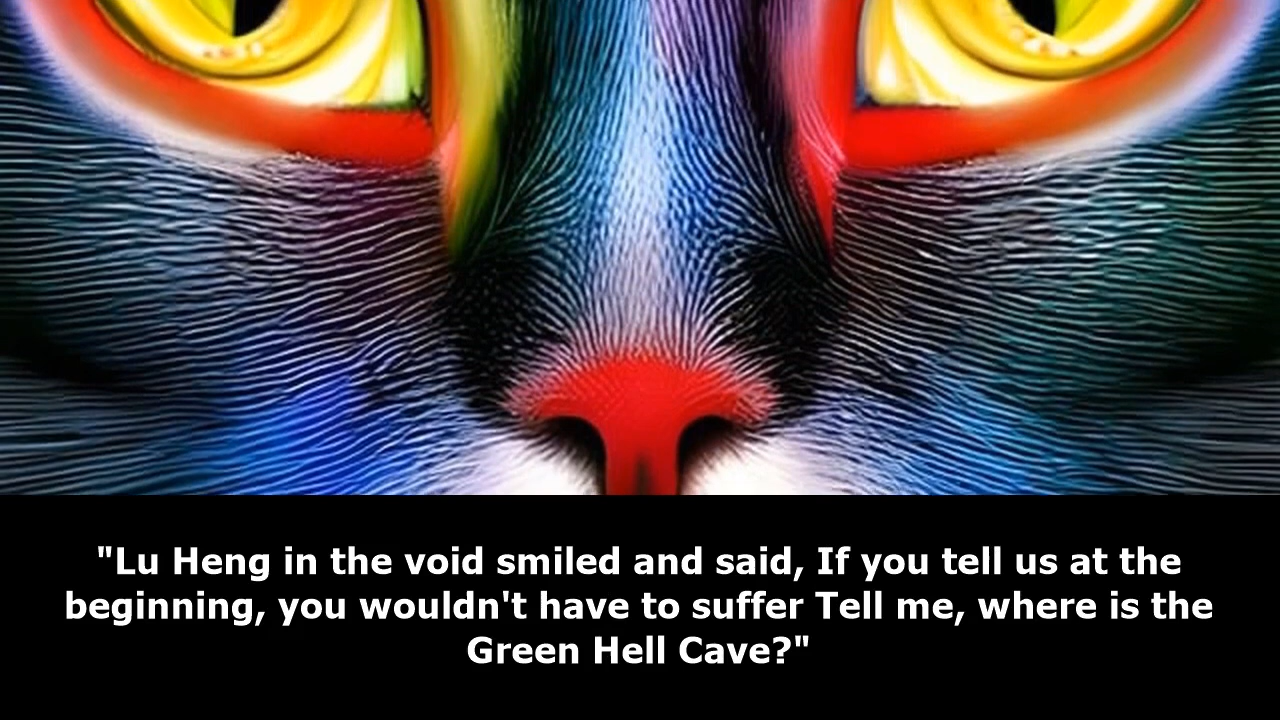 "Lu Heng in the void smiled and said, If you tell us at the
beginning, you wouldn't have to suffer Tell me, where is the
Green Hell Cave?"